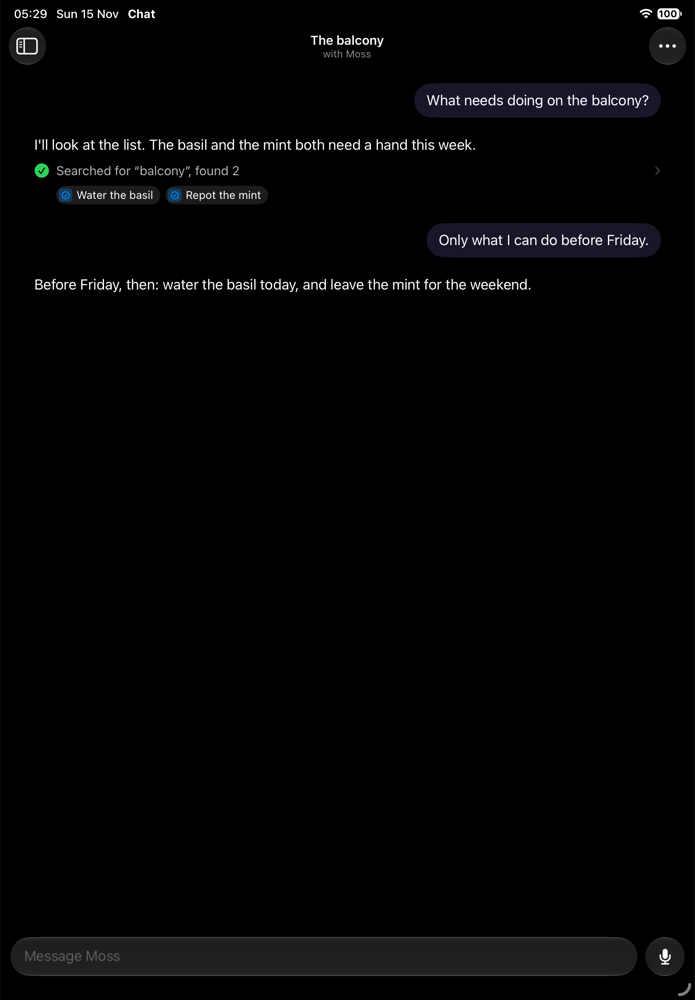 05:29 Sun 15 Nov Chat 100
The balcony
with Moss
What needs doing on the balcony?
I'll look at the list. The basil and the mint both need a hand this week.
Searched for “balcony”, found 2
Water the basil Repot the mint
Only what I can do before Friday.
Before Friday, then: water the basil today, and leave the mint for the weekend.
Message Moss